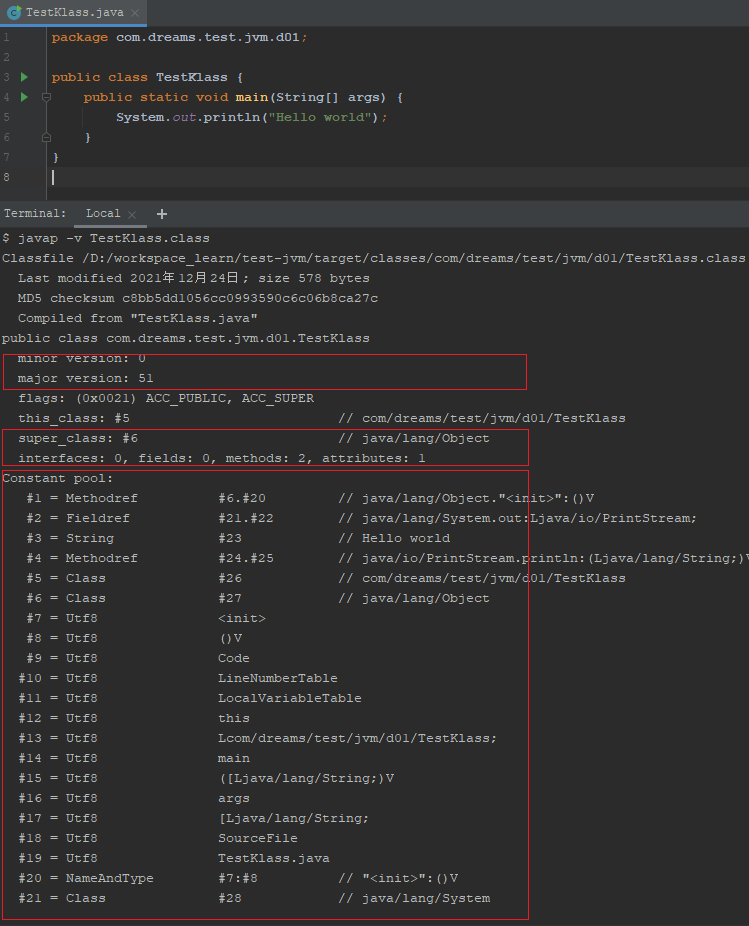 TestKlass.java
1 package com.dreams.test.jvm.d01;
2
3 public class TestKlass {
4 public static void main(String[] args) {
5 System.out.println("Hello world");
6 }
7 }
8
Terminal: Local +
$ javap -v TestKlass.class
Classfile /D:/workspace_learn/test-jvm/target/classes/com/dreams/test/jvm/d01/TestKlass.class
Last modified 2021年12月24日; size 578 bytes
MD5 checksum c8bb5dd1056cc0993590c6c06b8ca27c
Compiled from "TestKlass.java"
public class com.dreams.test.jvm.d01.TestKlass
minor version: 0
major version: 51
flags: (0x0021) ACC_PUBLIC, ACC_SUPER
this_class: #5 // com/dreams/test/jvm/d01/TestKlass
super_class: #6 // java/lang/Object
interfaces: 0, fields: 0, methods: 2, attributes: 1
Constant pool:
#1 = Methodref #6.#20 // java/lang/Object."<init>":()V
#2 = Fieldref #21.#22 // java/lang/System.out:Ljava/io/PrintStream;
#3 = String #23 // Hello world
#4 = Methodref #24.#25 // java/io/PrintStream.println:(Ljava/lang/String;)V
#5 = Class #26 // com/dreams/test/jvm/d01/TestKlass
#6 = Class #27 // java/lang/Object
#7 = Utf8 <init>
#8 = Utf8 ()V
#9 = Utf8 Code
#10 = Utf8 LineNumberTable
#11 = Utf8 LocalVariableTable
#12 = Utf8 this
#13 = Utf8 Lcom/dreams/test/jvm/d01/TestKlass;
#14 = Utf8 main
#15 = Utf8 ([Ljava/lang/String;)V
#16 = Utf8 args
#17 = Utf8 [Ljava/lang/String;
#18 = Utf8 SourceFile
#19 = Utf8 TestKlass.java
#20 = NameAndType #7:#8 // "<init>":()V
#21 = Class #28 // java/lang/System